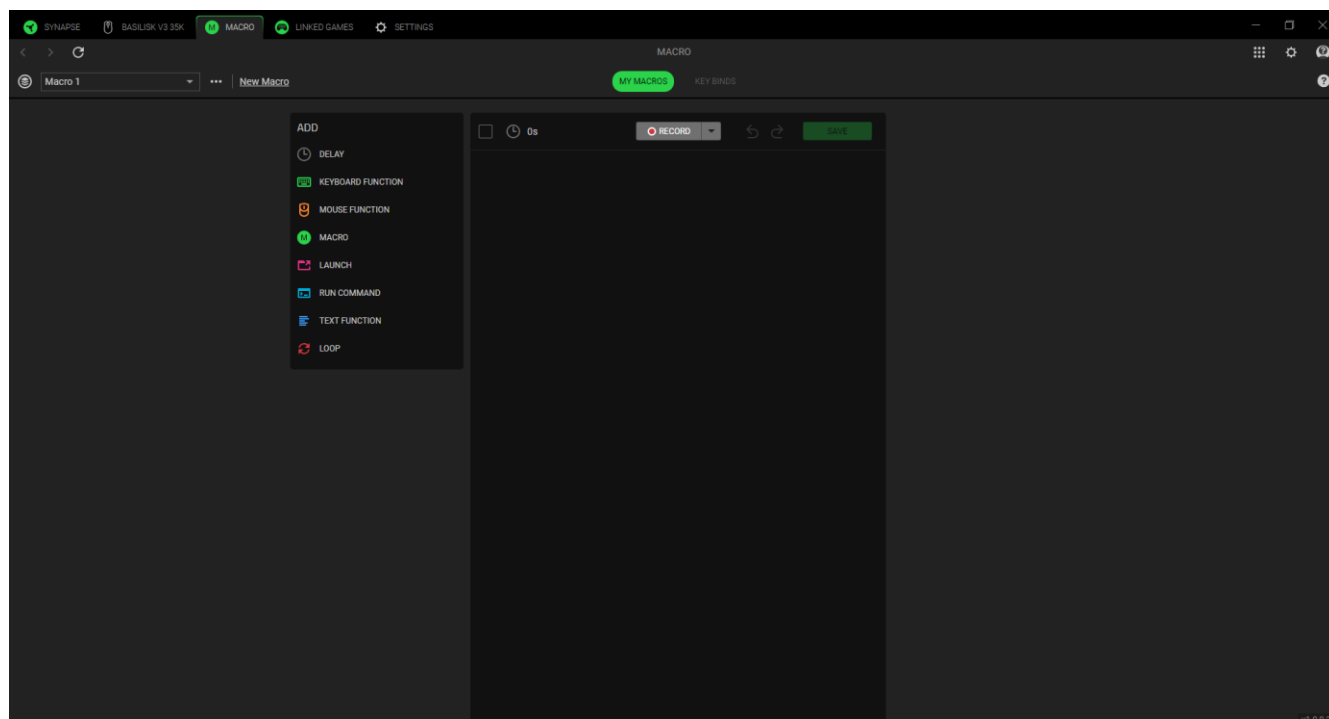 SYNAPSE BASILISK V3 35K MACRO LINKED GAMES SETTINGS
MACRO
Macro 1 New Macro MY MACROS KEY BINDS
ADD
0s RECORD SAVE
DELAY
KEYBOARD FUNCTION
MOUSE FUNCTION
MACRO
LAUNCH
RUN COMMAND
TEXT FUNCTION
LOOP